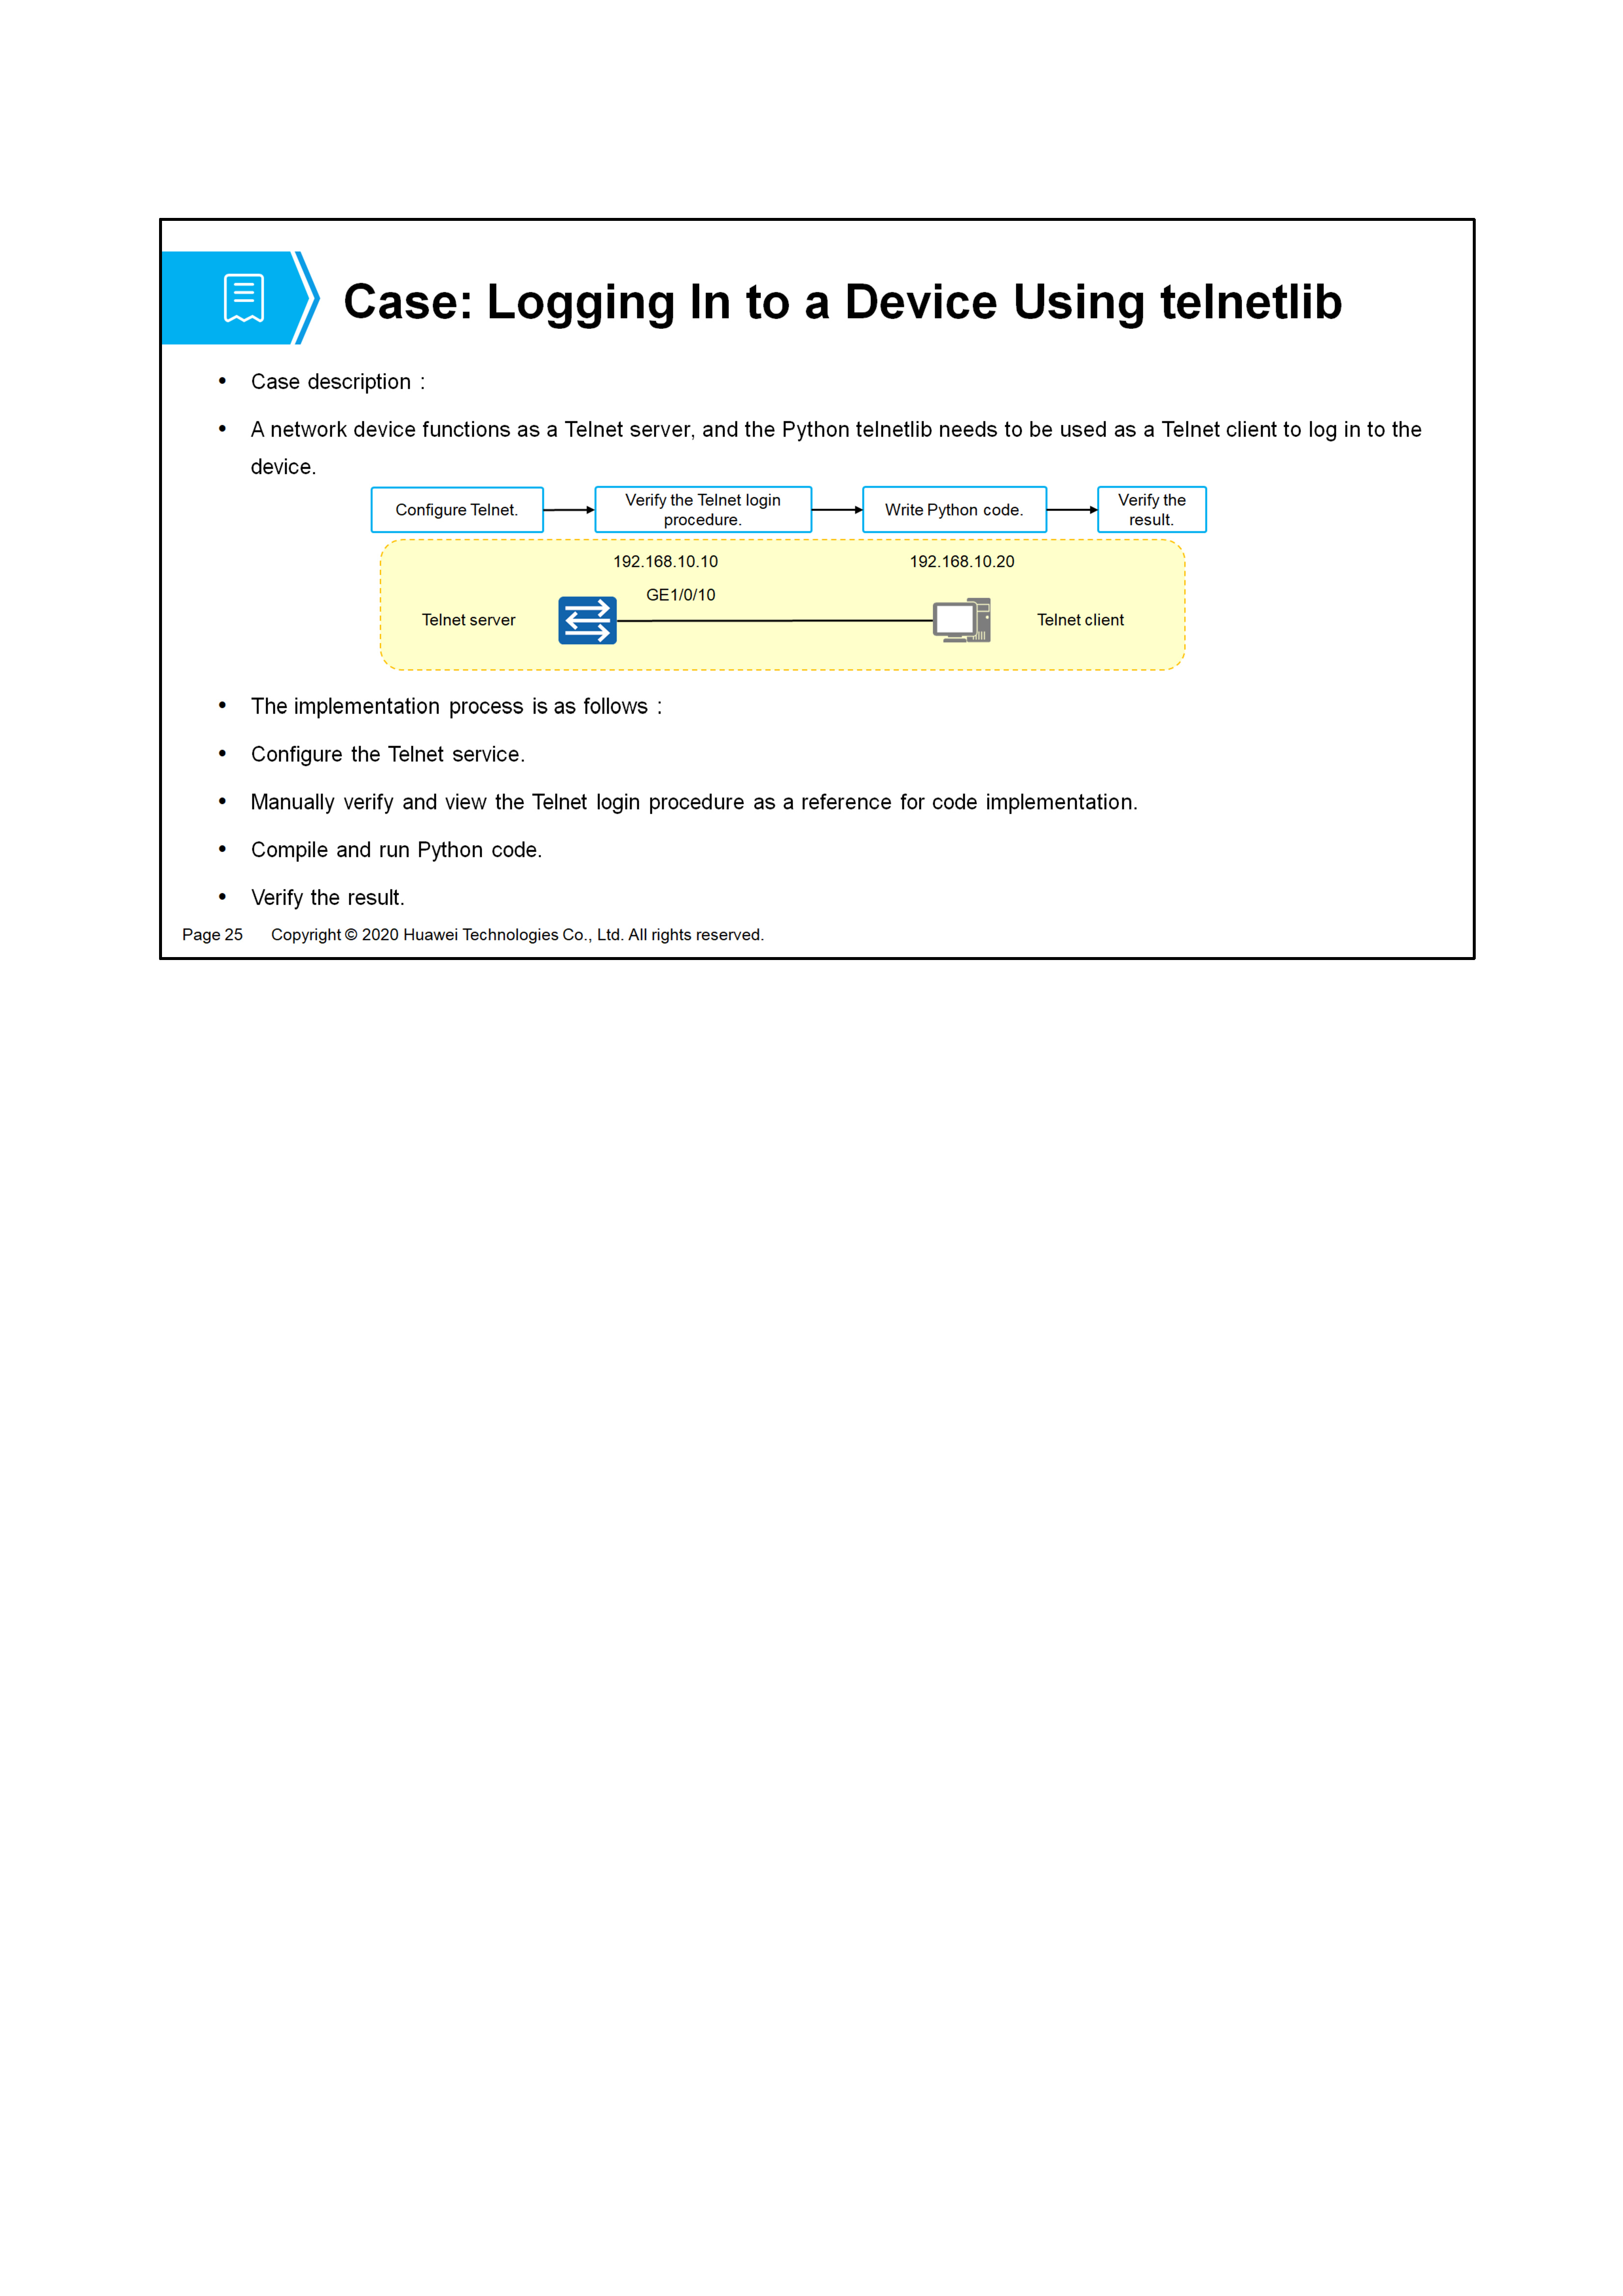 Case: Logging In to a Device Using telnetlib
• Case description :
• A network device functions as a Telnet server, and the Python telnetlib needs to be used as a Telnet client to log in to the
device.
Configure Telnet.
Verify the Telnet login
procedure.
Write Python code.
Verify the
result.
192.168.10.10
192.168.10.20
GE1/0/10
Telnet server
Telnet client
• The implementation process is as follows :
• Configure the Telnet service.
• Manually verify and view the Telnet login procedure as a reference for code implementation.
• Compile and run Python code.
• Verify the result.
Page 25 Copyright © 2020 Huawei Technologies Co., Ltd. All rights reserved.